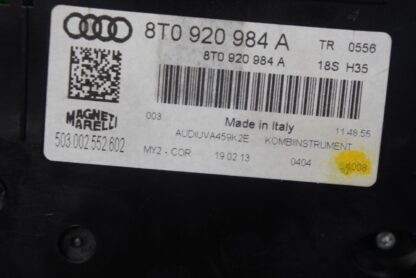 8T0 920 984 A TR 0556
8T0 920 984 A 18S H35
003 Made in Italy 11:48:55
MAGNETI MARELLI AUDIUVA459K2E KOMBIINSTRUMENT
503.002.552.602 MY2 - COR 19.02.13 0404